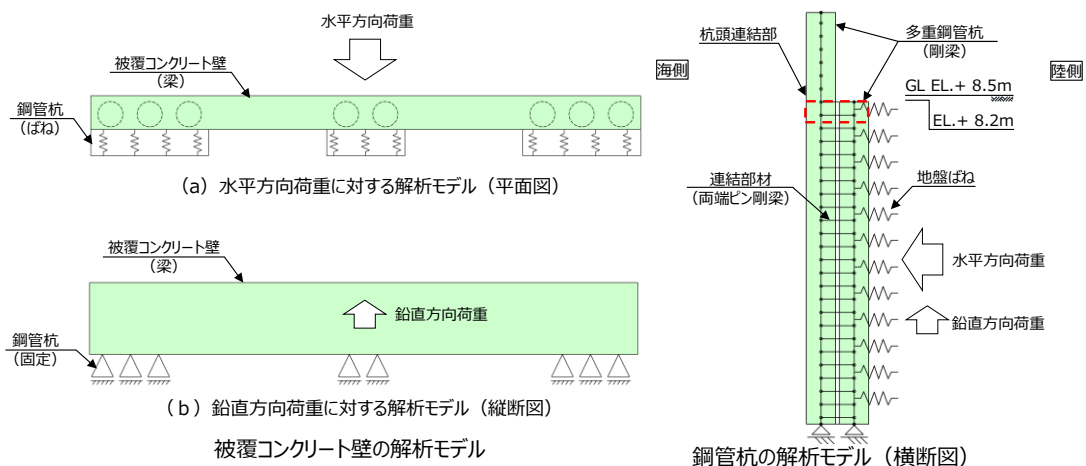 水平方向荷重
被覆コンクリート壁
(梁)
鋼管杭
(ばね)
(a)水平方向荷重に対する解析モデル(平面図)
被覆コンクリート壁
(梁)
鉛直方向荷重
鋼管杭
(固定)
(b)鉛直方向荷重に対する解析モデル(縦断図)
被覆コンクリート壁の解析モデル
杭頭連結部
多重鋼管杭
(剛梁)
海側
陸側
GL EL.+ 8.5m
EL.+ 8.2m
連結部材
(両端ピン剛梁)
地盤ばね
水平方向荷重
鉛直方向荷重
鋼管杭の解析モデル(横断図)